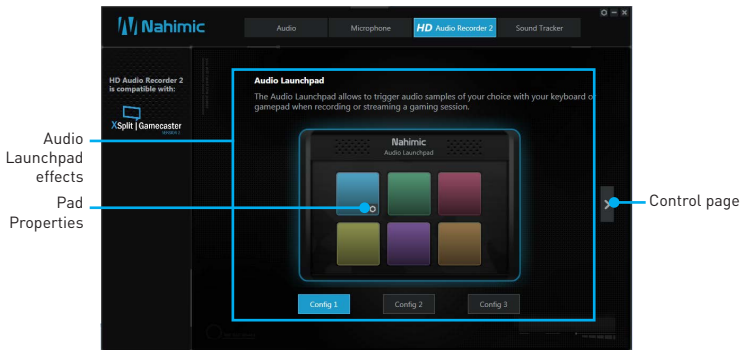 Nahimic
Audio
Microphone
HD Audio Recorder 2
Sound Tracker
HD Audio Recorder 2
is compatible with:
XSplit | Gamecaster
Audio Launchpad
The Audio Launchpad allows to trigger audio samples of your choice with your keyboard o
gamepad when recording or streaming a gaming session.
Nahimic
Audio Launchpad
Config 1
Config 2
Config 3
Audio
Launchpad
effects
Pad
Properties
Control page